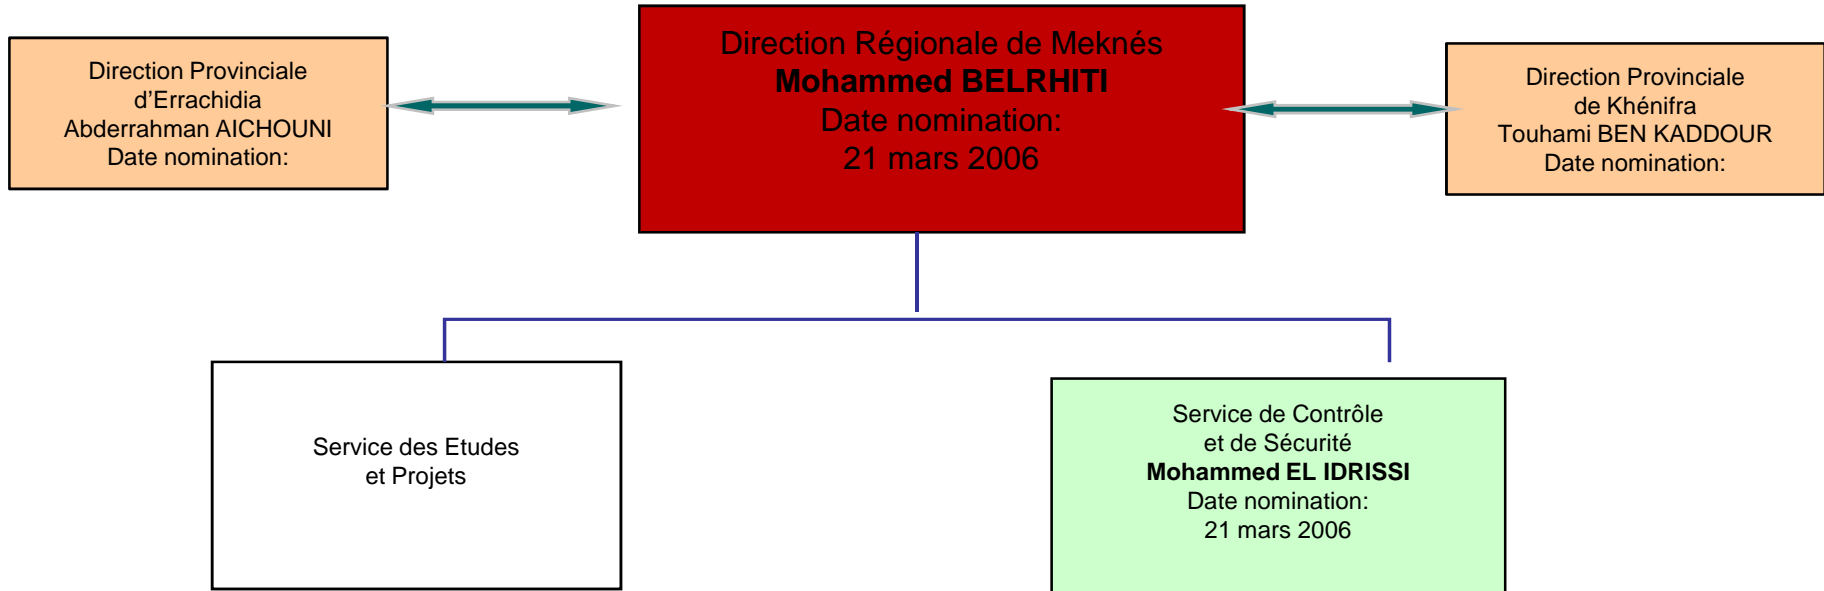 Direction Provinciale
d’Errachidia
Abderrahman AICHOUNI
Date nomination:
Direction Régionale de Meknés
Mohammed BELRHITI
Date nomination:
21 mars 2006
Direction Provinciale
de Khénifra
Touhami BEN KADDOUR
Date nomination:
Service des Etudes
et Projets
Service de Contrôle
et de Sécurité
Mohammed EL IDRISSI
Date nomination:
21 mars 2006